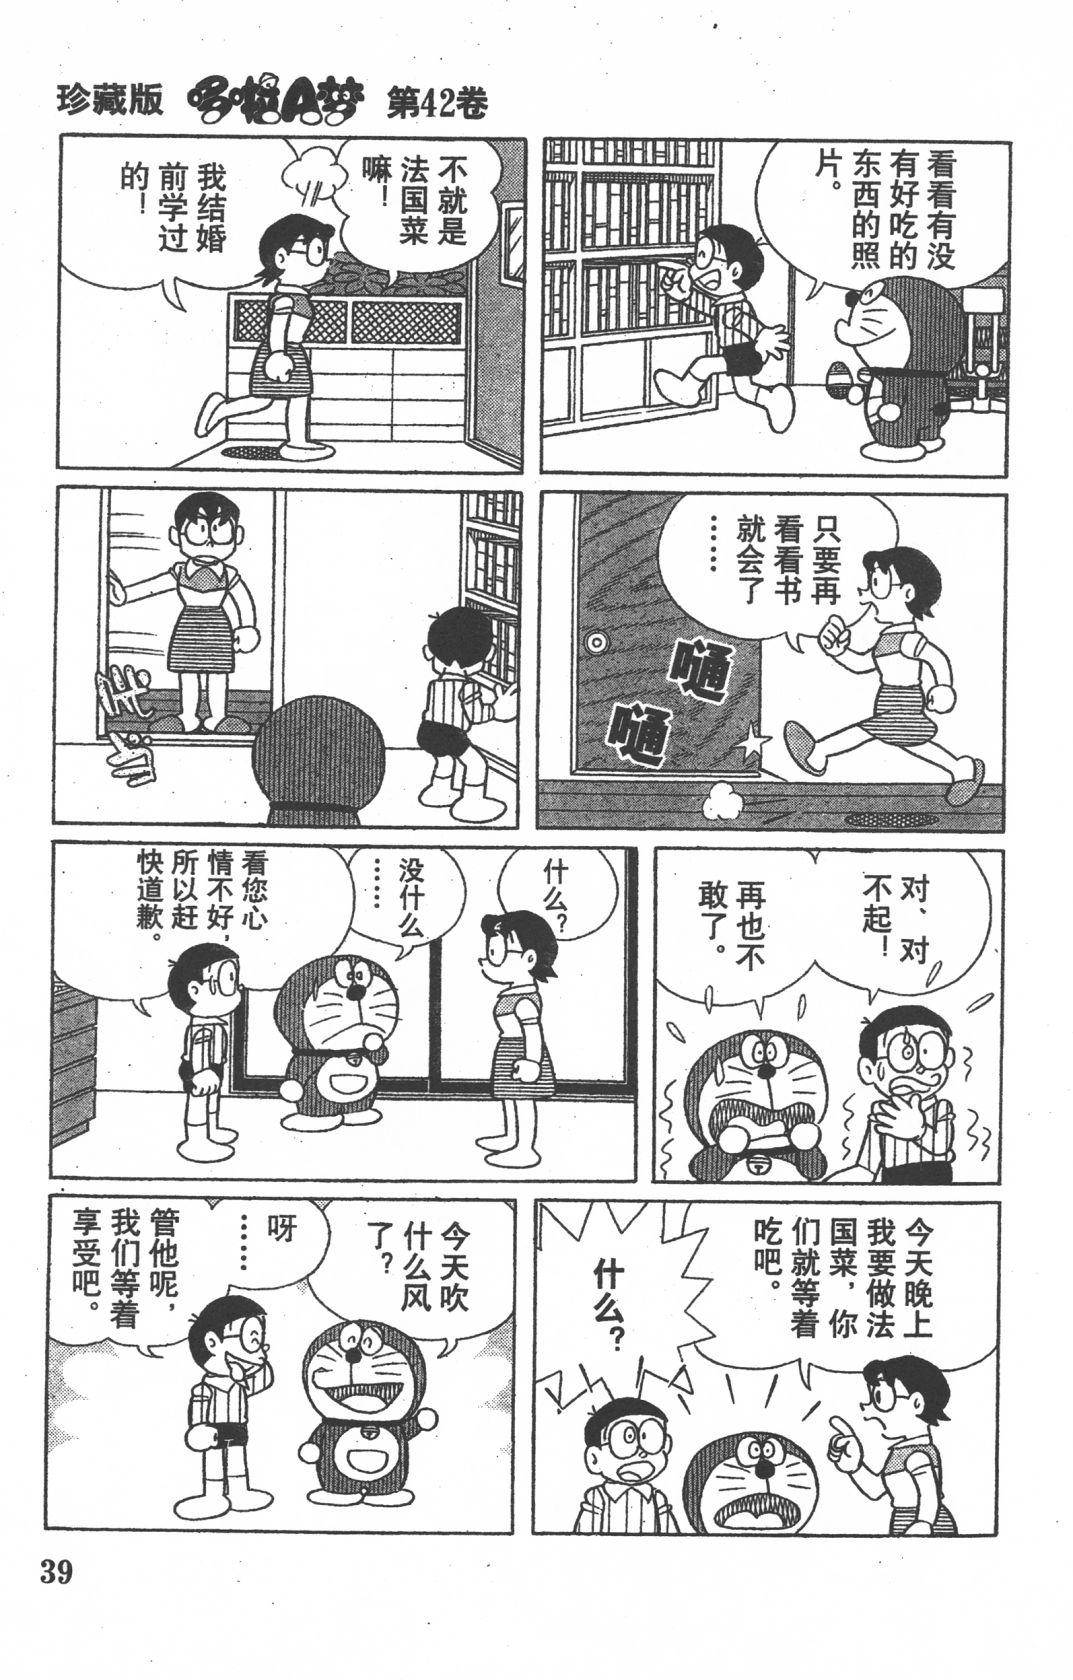 珍藏版 哆啦A梦 第42卷
不就是
法国菜
嘛！
我结婚
前学过
的！
看看有没
有好吃的
东西的照
片。
只要再
看看书
就会了
……
嗵
嗵
什么？
没什么
……
看您心
情不好，
所以赶
快道歉。
对、对
不起！
再也不
敢了。
今天吹
什么风
了？
呀
……
管他呢，
我们等着
享受吧。
今天晚上
我要做法
国菜，你
们就等着
吃吧。
什么？
39